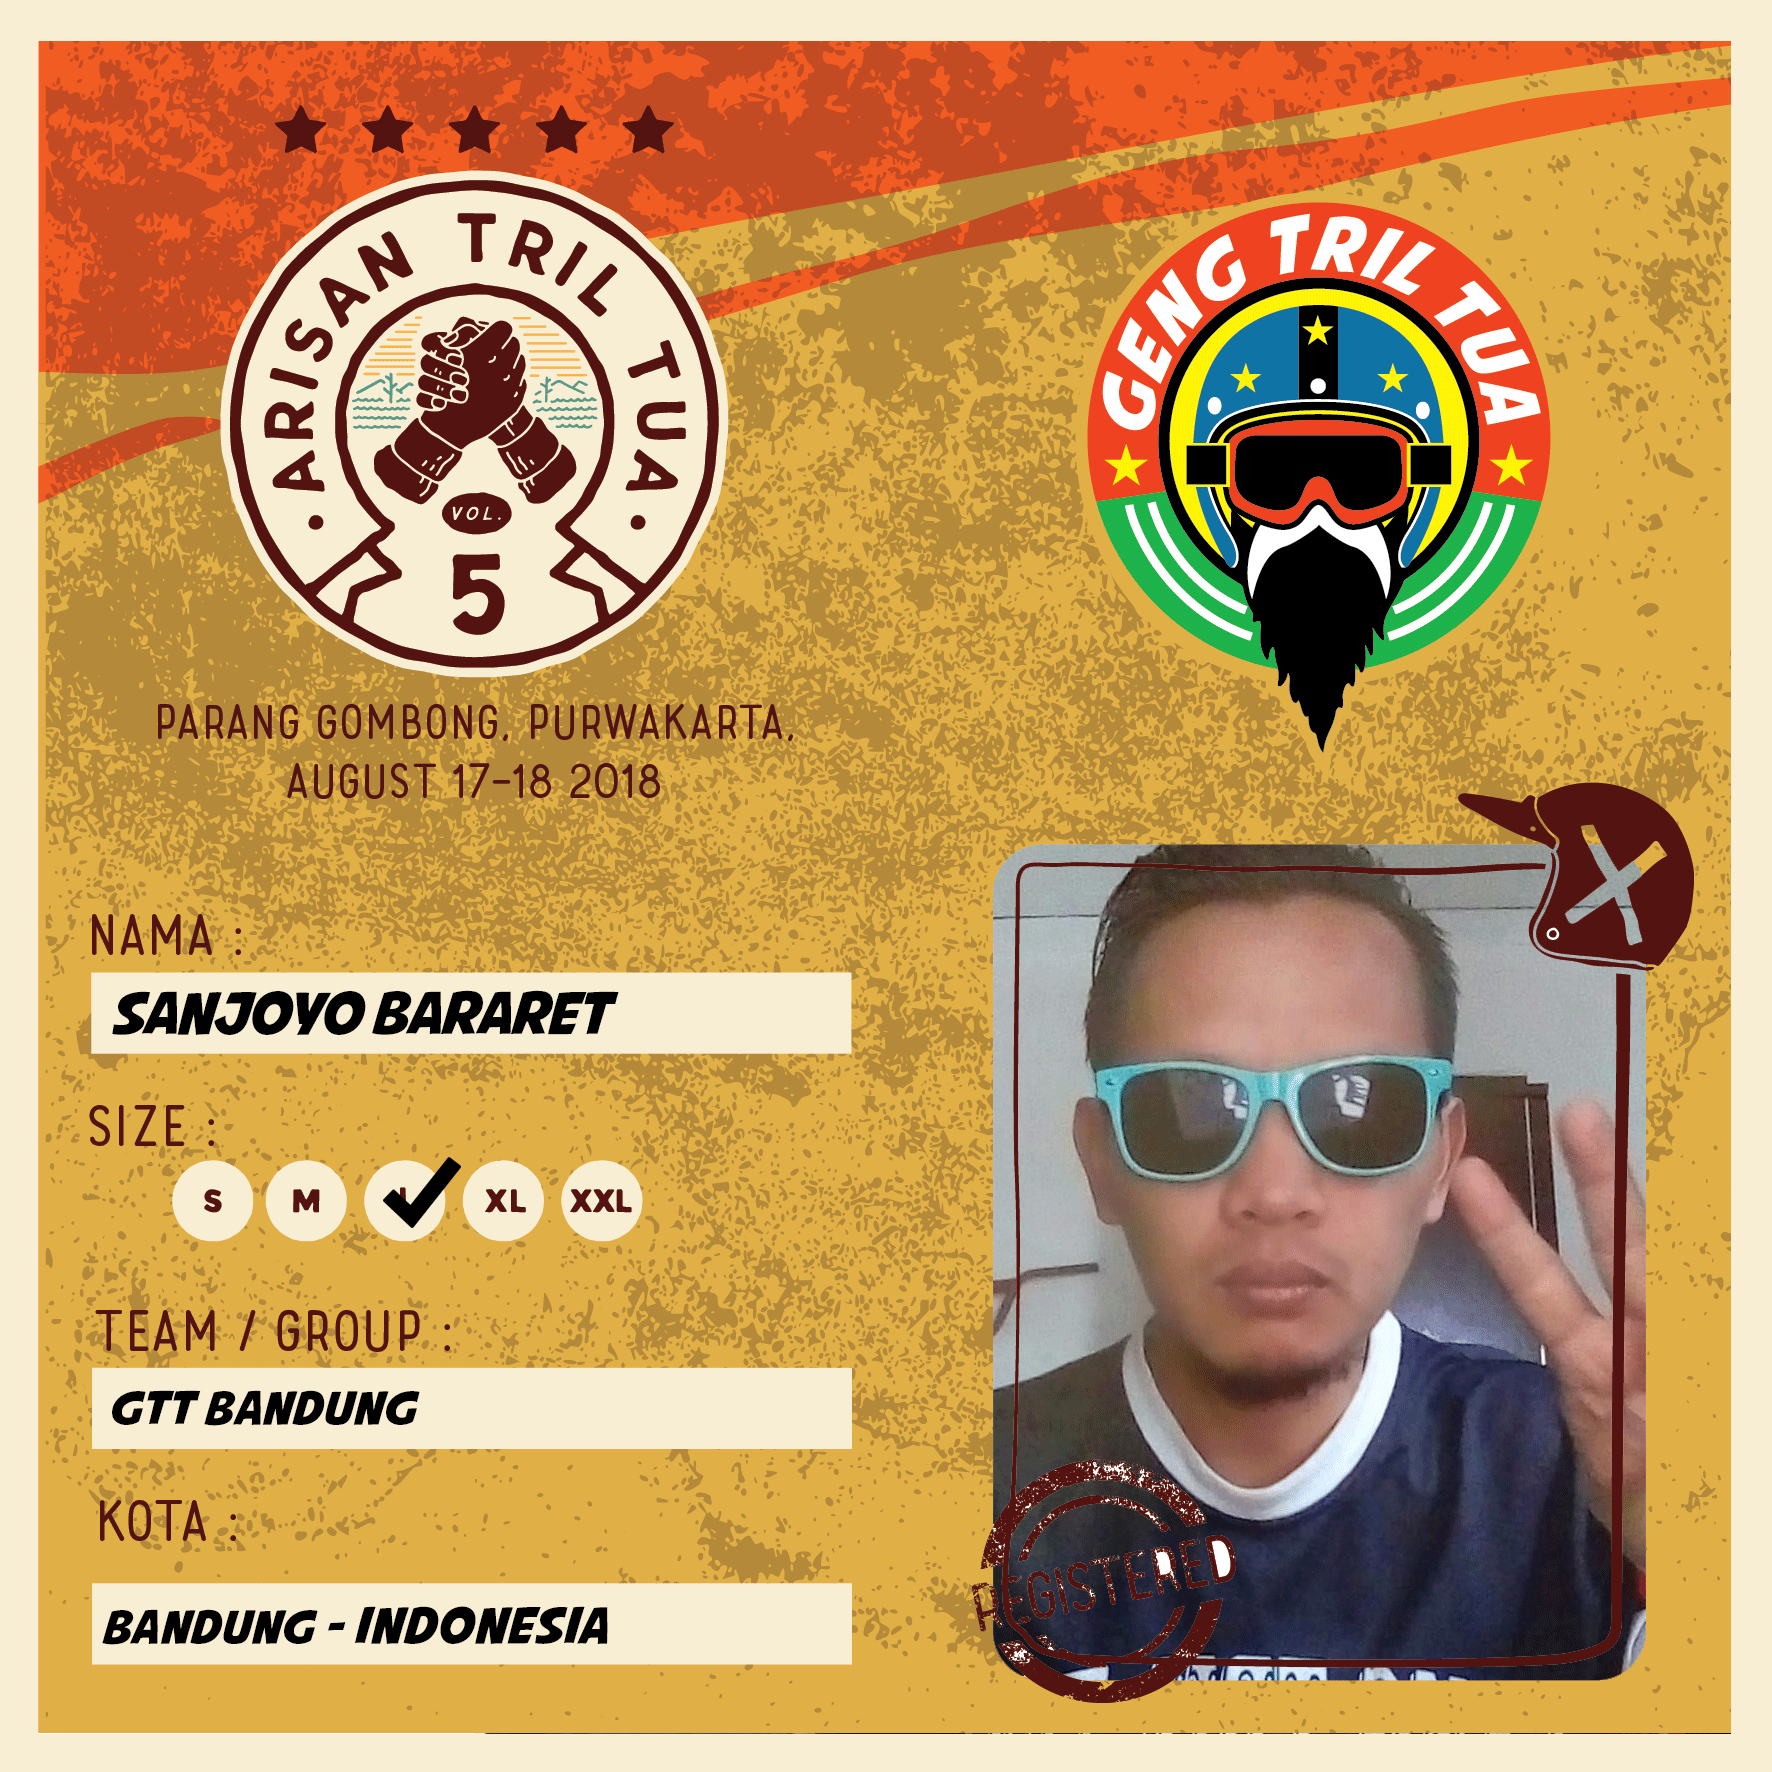 ARISAN TRIL TUA
VOL.
5
GENG TRIL TUA
PARANG GOMBONG, PURWAKARTA,
AUGUST 17-18 2018
NAMA :
SANJOYO BARARET
SIZE :
S M L XL XXL
TEAM / GROUP :
GTT BANDUNG
KOTA :
BANDUNG - INDONESIA
REGISTERED